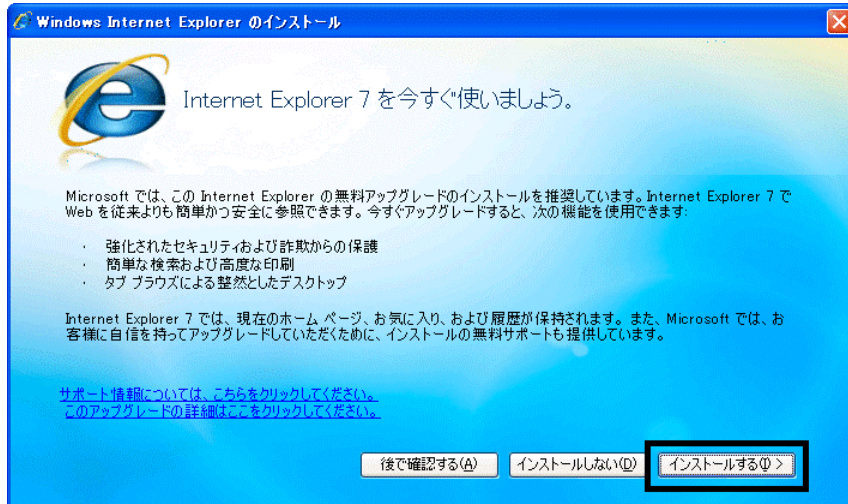 Windows Internet Explorer のインストール
Internet Explorer 7 を今すぐ使いましょう。
Microsoft では、この Internet Explorer の無料アップグレードのインストールを推奨しています。Internet Explorer 7 で
Web を従来よりも簡単かつ安全に参照できます。今すぐアップグレードすると、次の機能を使用できます:
· 強化されたセキュリティおよび詐欺からの保護
· 簡単な検索および高度な印刷
· タブ ブラウズによる整然としたデスクトップ
Internet Explorer 7 では、現在のホーム ページ、お気に入り、および履歴が保持されます。また、Microsoft では、お
客様に自信を持ってアップグレードしていただくために、インストールの無料サポートも提供しています。
サポート情報については、こちらをクリックしてください。
このアップグレードの詳細はここをクリックしてください。
後で確認する(A) インストールしない(D) インストールする(I) >